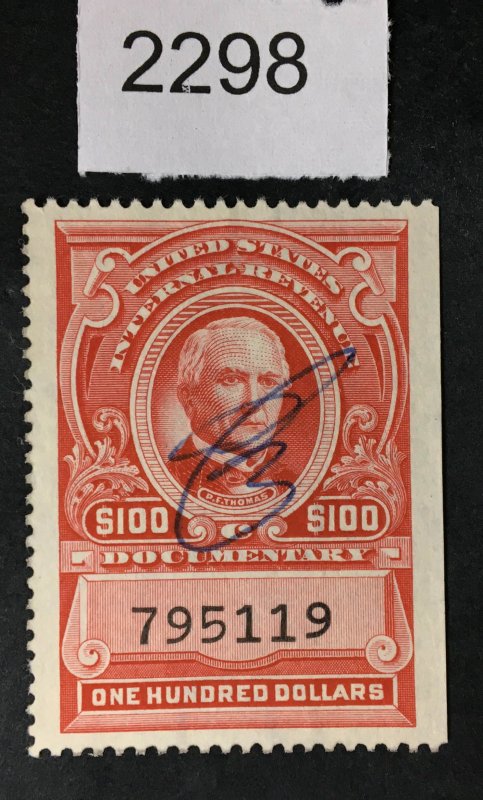 2298
UNITED STATES
INTERNAL REVENUE
P.F. THOMAS
$100 C $100
DOCUMENTARY
795119
ONE HUNDRED DOLLARS